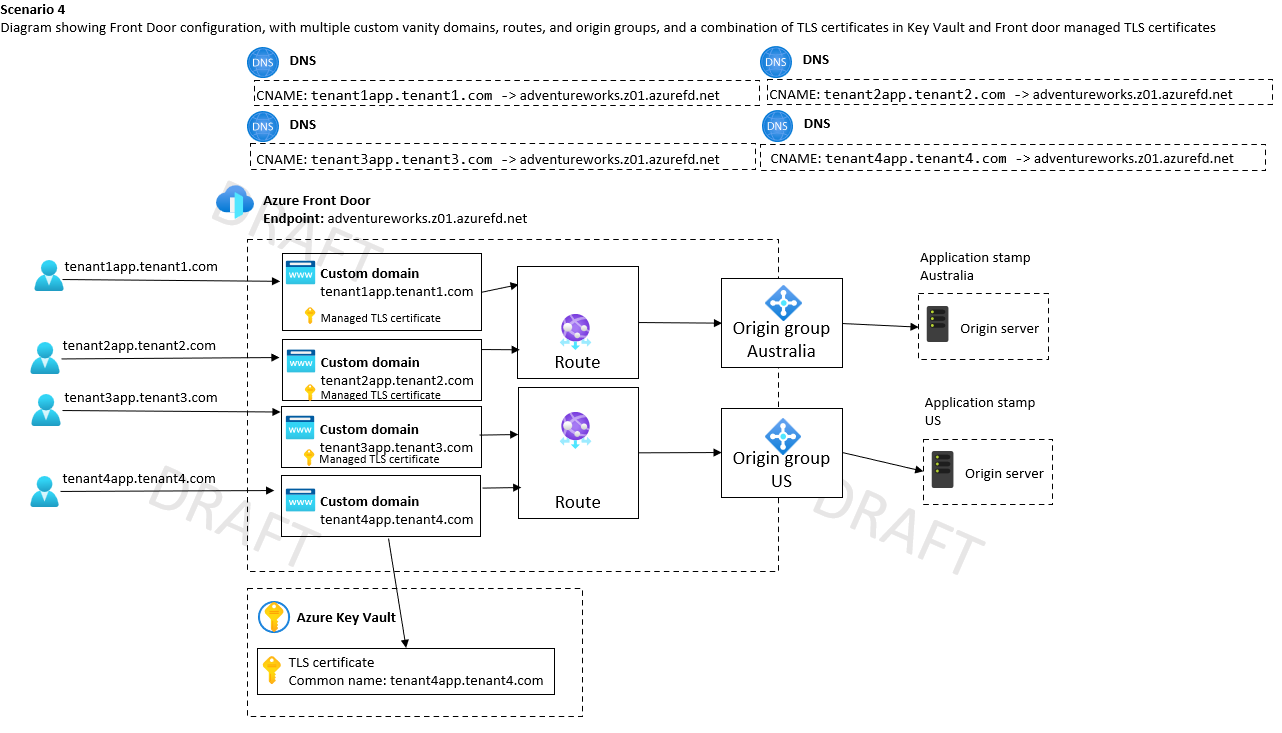 Scenario 4
Diagram showing Front Door configuration, with multiple custom vanity domains, routes, and origin groups, and a combination of TLS certificates in Key Vault and Front door managed TLS certificates
DNS
DNS
DNS
CNAME: tenant1app.tenant1.com -> adventureworks.z01.azurefd.net
DNS
DNS
CNAME: tenant2app.tenant2.com -> adventureworks.z01.azurefd.net
DNS
DNS
CNAME: tenant3app.tenant3.com -> adventureworks.z01.azurefd.net
DNS
CNAME: tenant4app.tenant4.com -> adventureworks.z01.azurefd.net
DRAFT
Azure Front Door
Endpoint: adventureworks.z01.azurefd.net
tenant1app.tenant1.com
WWW
Custom domain
tenant1app.tenant1.com
Managed TLS certificate
tenant2app.tenant2.com
WWW
Custom domain
tenant2app.tenant2.com
Managed TLS certificate
tenant3app.tenant3.com
WWW
Custom domain
tenant3app.tenant3.com
Managed TLS certificate
tenant4app.tenant4.com
WWW
Custom domain
tenant4app.tenant4.com
Route
Route
Origin group
Australia
Origin group
US
Application stamp
Australia
Origin server
Application stamp
US
Origin server
DRAFT
DRAFT
Azure Key Vault
TLS certificate
Common name: tenant4app.tenant4.com